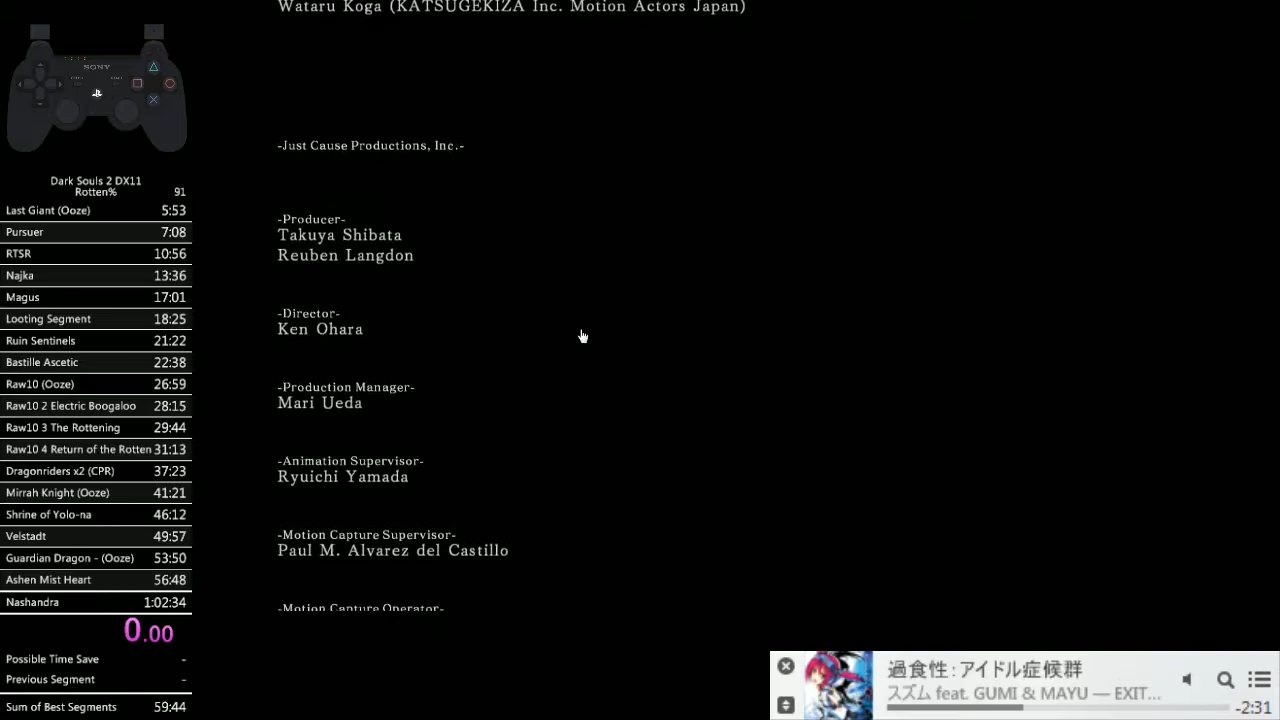 Wataru Koga (KATSUGEKIZA Inc. Motion Actors Japan)
SONY
-Just Cause Productions, Inc.-
Dark Souls 2 DX11
Rotten% 91
Last Giant (Ooze) 5:53
Pursuer 7:08
RTSR 10:56
Najka 13:36
Magus 17:01
Looting Segment 18:25
Ruin Sentinels 21:22
Bastille Ascetic 22:38
Raw10 (Ooze) 26:59
Raw10 2 Electric Boogaloo 28:15
Raw10 3 The Rottening 29:44
Raw10 4 Return of the Rotten 31:13
Dragonriders x2 (CPR) 37:23
Mirrah Knight (Ooze) 41:21
Shrine of Yolo-na 46:12
Velstadt 49:57
Guardian Dragon - (Ooze) 53:50
Ashen Mist Heart 56:48
Nashandra 1:02:34
0.00
Possible Time Save -
Previous Segment -
Sum of Best Segments 59:44
-Producer-
Takuya Shibata
Reuben Langdon
-Director-
Ken Ohara
-Production Manager-
Mari Ueda
-Animation Supervisor-
Ryuichi Yamada
-Motion Capture Supervisor-
Paul M. Alvarez del Castillo
-Motion Capture Operator-
過食性：アイドル症候群
スズム feat. GUMI & MAYU — EXIT...
-2:31